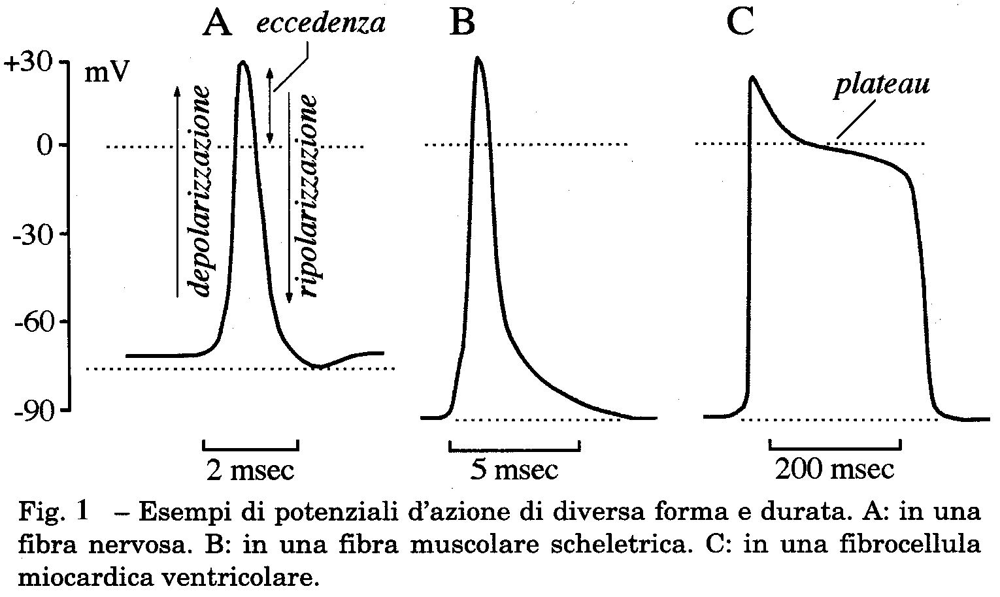 A eccedenza B C
+30
mV
plateau
depolarizzazione
ripolarizzazione
0
-30
-60
-90
2 msec 5 msec 200 msec
Fig. 1 – Esempi di potenziali d'azione di diversa forma e durata. A: in una
fibra nervosa. B: in una fibra muscolare scheletrica. C: in una fibrocellula
miocardica ventricolare.